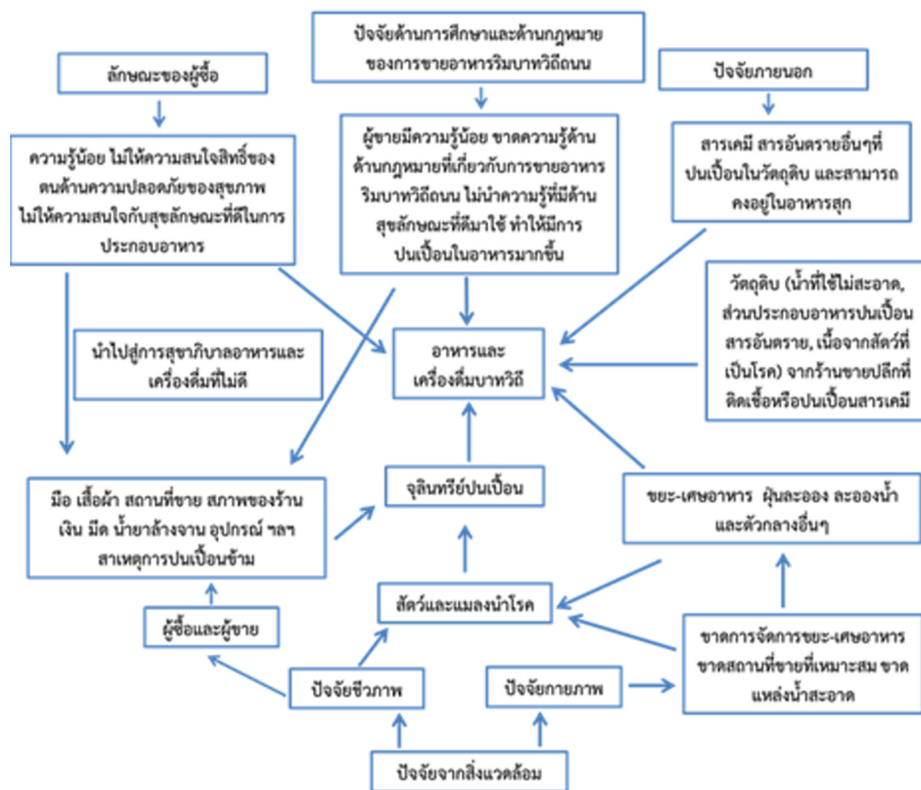 ลักษณะของผู้ซื้อ
ปัจจัยด้านการศึกษาและด้านกฎหมาย
ของการขายอาหารริมบาทวิถีถนน
ปัจจัยภายนอก
ความรู้น้อย ไม่ให้ความสนใจสิทธิ์ของ
ตนด้านความปลอดภัยของสุขภาพ
ไม่ให้ความสนใจกับสุขลักษณะที่ดีในการ
ประกอบอาหาร
ผู้ขายมีความรู้น้อย ขาดความรู้ด้าน
ด้านกฎหมายที่เกี่ยวกับการขายอาหาร
ริมบาทวิถีถนน ไม่นำความรู้ที่มีด้าน
สุขลักษณะที่ดีมาใช้ ทำให้มีการ
ปนเปื้อนในอาหารมากขึ้น
สารเคมี สารอันตรายอื่นๆที่
ปนเปื้อนในวัตถุดิบ และสามารถ
คงอยู่ในอาหารสุก
นำไปสู่การสุขาภิบาลอาหารและ
เครื่องดื่มที่ไม่ดี
อาหารและ
เครื่องดื่มบาทวิถี
วัตถุดิบ (น้ำที่ใช้ไม่สะอาด,
ส่วนประกอบอาหารปนเปื้อน
สารอันตราย, เนื้อจากสัตว์ที่
เป็นโรค) จากร้านขายปลีกที่
ติดเชื้อหรือปนเปื้อนสารเคมี
มือ เสื้อผ้า สถานที่ขาย สภาพของร้าน
เงิน มีด น้ำยาล้างจาน อุปกรณ์ ฯลฯ
สาเหตุการปนเปื้อนข้าม
จุลินทรีย์ปนเปื้อน
ขยะ-เศษอาหาร ฝุ่นละออง ละอองน้ำ
และตัวกลางอื่นๆ
ผู้ซื้อและผู้ขาย
สัตว์และแมลงนำโรค
ขาดการจัดการขยะ-เศษอาหาร
ขาดสถานที่ขายที่เหมาะสม ขาด
แหล่งน้ำสะอาด
ปัจจัยชีวภาพ
ปัจจัยกายภาพ
ปัจจัยจากสิ่งแวดล้อม